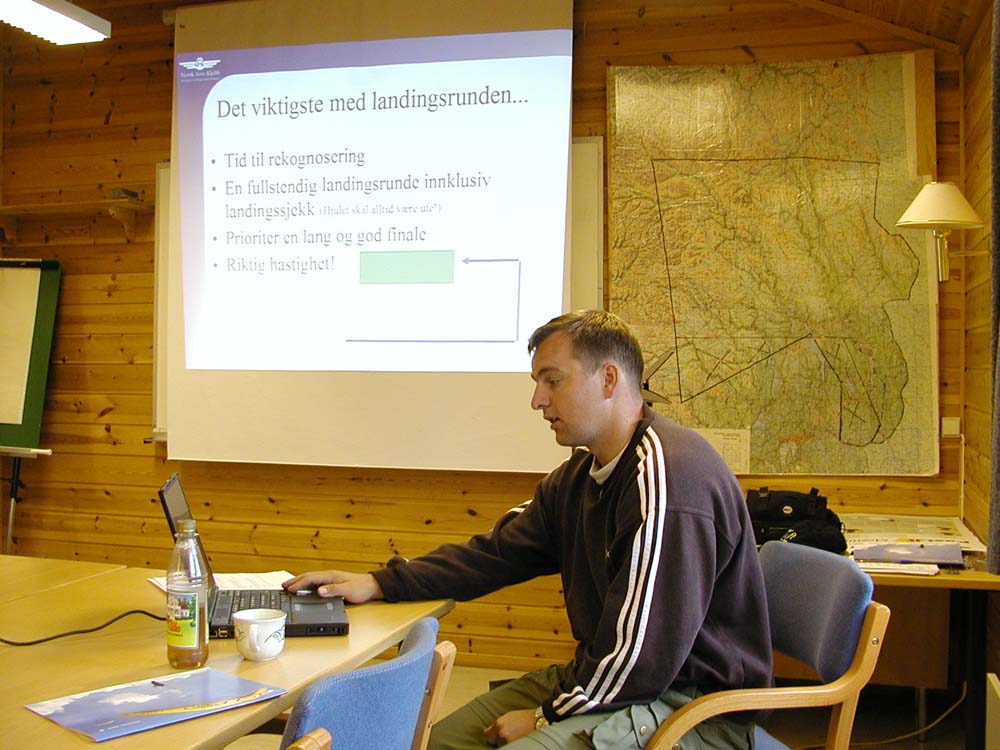 Norsk Aero Klubb
Det viktigste med landingsrunden...
• Tid til rekognosering
• En fullstendig landingsrunde innklusiv
landingssjekk (Hjulet skal alltid være ute!)
• Prioriter en lang og god finale
• Riktig hastighet!